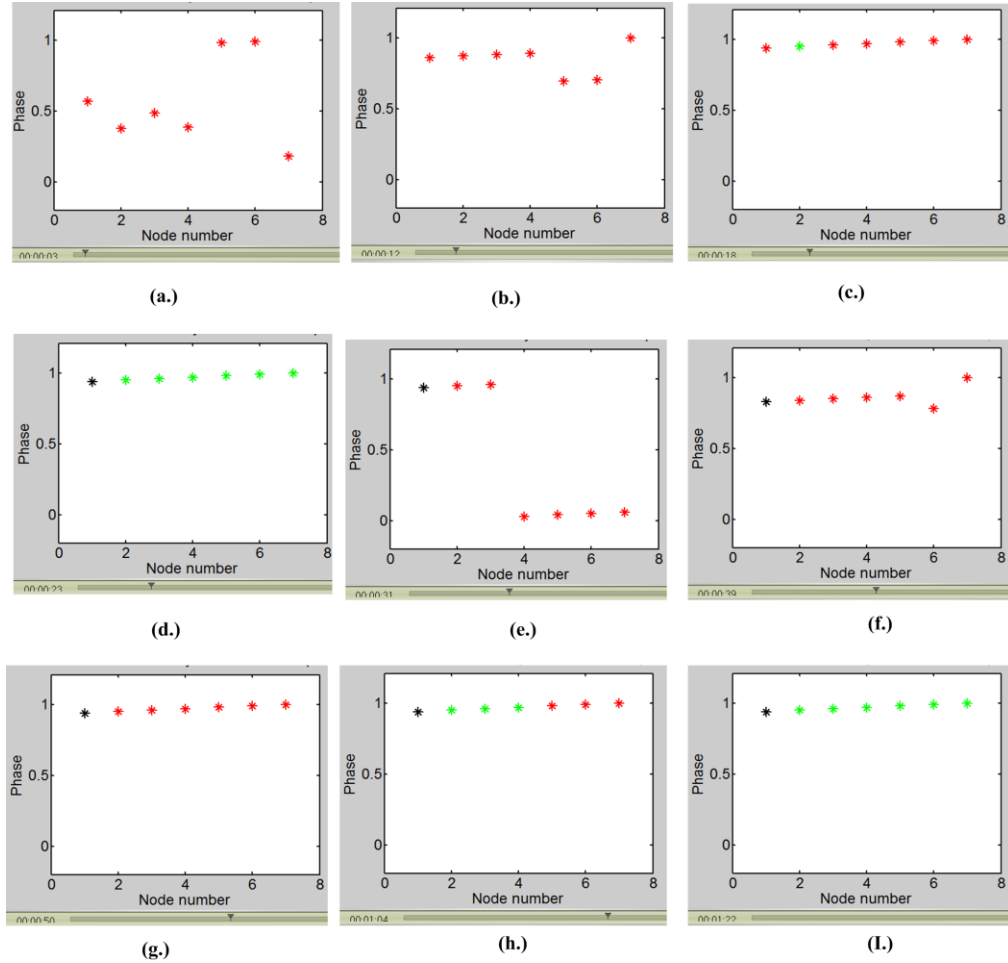 Phase
1
0.5
0
0 2 4 6 8
Node number
00:00:03
(a.)
Phase
1
0.5
0
0 2 4 6 8
Node number
00:00:12
(b.)
Phase
1
0.5
0
0 2 4 6 8
Node number
00:00:18
(c.)
Phase
1
0.5
0
0 2 4 6 8
Node number
00:00:23
(d.)
Phase
1
0.5
0
0 2 4 6 8
Node number
00:00:31
(e.)
Phase
1
0.5
0
0 2 4 6 8
Node number
00:00:39
(f.)
Phase
1
0.5
0
0 2 4 6 8
Node number
00:00:50
(g.)
Phase
1
0.5
0
0 2 4 6 8
Node number
00:01:04
(h.)
Phase
1
0.5
0
0 2 4 6 8
Node number
00:01:22
(I.)